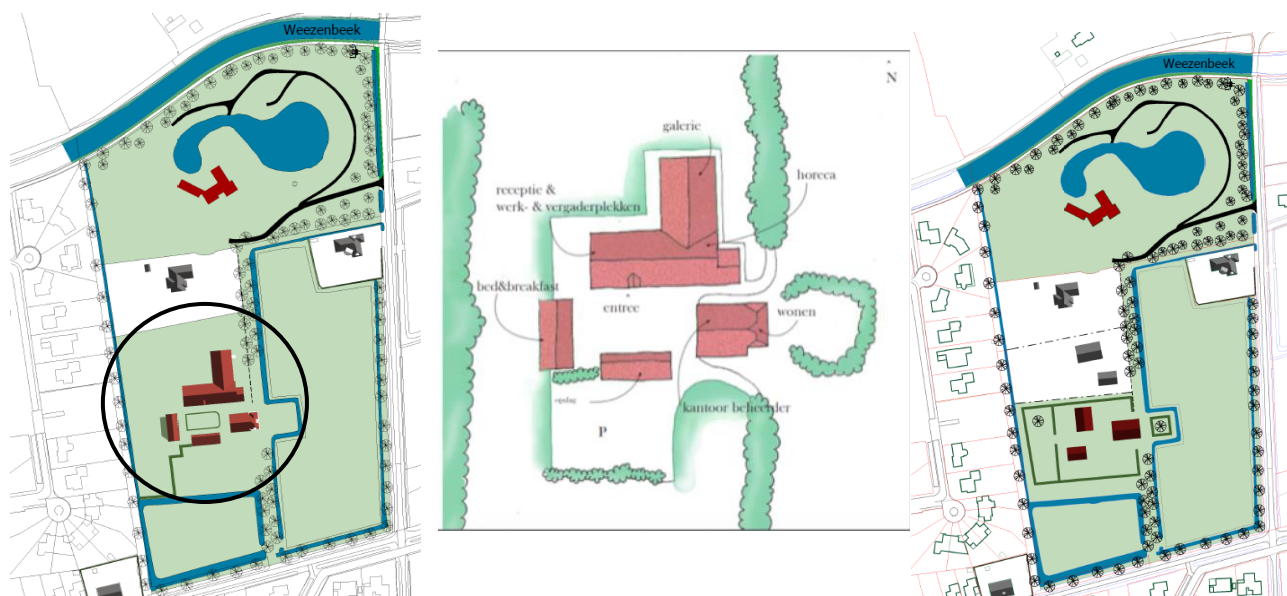 Weezenbeek
N
galerie
horeca
receptie &
werk- & vergaderplekken
bed&breakfast
entree
wonen
opslag
kantoor beheerder
P
Weezenbeek